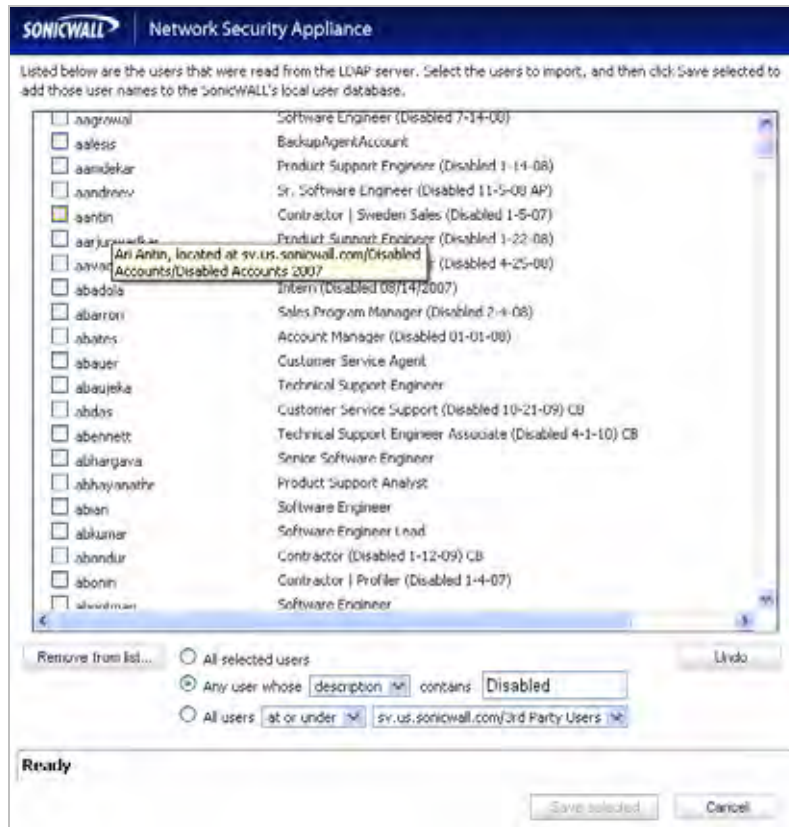 SONICWALL Network Security Appliance
Listed below are the users that were read from the LDAP server. Select the users to import, and then click Save selected to
add those user names to the SonicWALL's local user database.
aagrawal Software Engineer (Disabled 7-14-08)
aalesis BackupAgentAccount
aamdekar Product Support Engineer (Disabled 1-14-08)
aandreev Sr. Software Engineer (Disabled 11-5-08 AP)
aantin Contractor | Sweden Sales (Disabled 1-5-07)
Product Support Engineer (Disabled 1-22-08)
Ari Antin, located at sv.us.sonicwall.com/Disabled
Accounts/Disabled Accounts 2007
(Disabled 4-25-08)
abadola Intern (Disabled 08/14/2007)
abarron Sales Program Manager (Disabled 2-4-08)
abates Account Manager (Disabled 01-01-08)
abauer Customer Service Agent
abaujeka Technical Support Engineer
abdas Customer Service Support (Disabled 10-21-09) CB
abennett Technical Support Engineer Associate (Disabled 4-1-10) CB
abhargava Senior Software Engineer
abhayanathe Product Support Analyst
abian Software Engineer
abkumar Software Engineer Lead
abondur Contractor (Disabled 1-12-09) CB
abonin Contractor | Profiler (Disabled 1-4-07)
Software Engineer
Remove from list... All selected users Undo
Any user whose description contains Disabled
All users at or under sv.us.sonicwall.com/3rd Party Users
Ready
Save selected Cancel